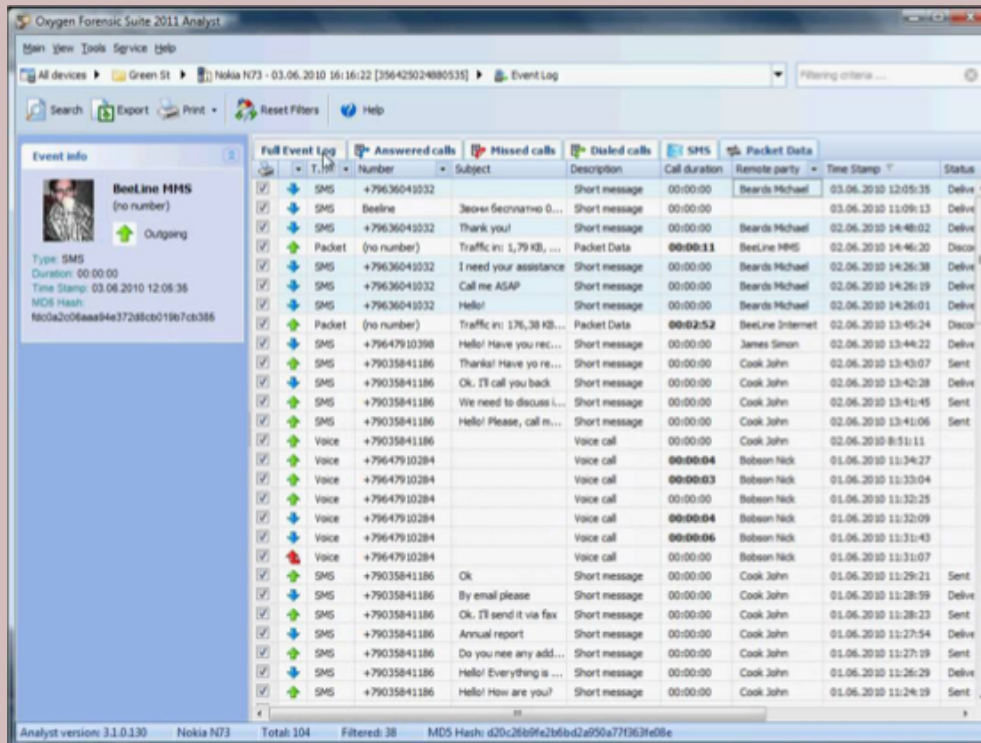 Oxygen Forensic Suite 2011 Analyst
Main View Tools Service Help
All devices Green St Nokia N73 - 03.06.2010 16:16:22 [356425024880535] Event Log Filtering criteria ...
Search Export Print Reset Filters Help
Event info
BeeLine MMS
(no number)
Outgoing
Type: SMS
Duration: 00:00:00
Time Stamp: 03.06.2010 12:05:35
MD5 Hash:
Full Event Log Answered calls Missed calls Dialed calls SMS Packet Data
Number Subject Description Call duration Remote party Time Stamp Status
SMS +79636041032 Short message 00:00:00 Beards Michael 03.06.2010 12:05:35 Delive
SMS Beeline Звони бесплатно 0... Short message 00:00:00 03.06.2010 11:09:13 Delive
SMS +79636041032 Thank you! Short message 00:00:00 Beards Michael 02.06.2010 14:48:02 Delive
Packet (no number) Traffic in: 1,79 KB, ... Packet Data 00:00:11 BeeLine MMS 02.06.2010 14:46:20 Discon
SMS +79636041032 I need your assistance Short message 00:00:00 Beards Michael 02.06.2010 14:26:38 Delive
SMS +79636041032 Call me ASAP Short message 00:00:00 Beards Michael 02.06.2010 14:26:19 Delive
SMS +79636041032 Hello! Short message 00:00:00 Beards Michael 02.06.2010 14:26:01 Delive
Packet (no number) Traffic in: 176,38 KB... Packet Data 00:02:52 BeeLine Internet 02.06.2010 13:45:24 Discon
SMS +79647910398 Hello! Have you rec... Short message 00:00:00 James Simon 02.06.2010 13:44:22 Delive
SMS +79035841186 Thanks! Have yo re... Short message 00:00:00 Cook John 02.06.2010 13:43:07 Sent
SMS +79035841186 Ok. I'll call you back Short message 00:00:00 Cook John 02.06.2010 13:42:28 Delive
SMS +79035841186 We need to discuss i... Short message 00:00:00 Cook John 02.06.2010 13:41:45 Sent
SMS +79035841186 Hello! Please, call m... Short message 00:00:00 Cook John 02.06.2010 13:41:06 Sent
Voice +79035841186 Voice call 00:00:00 Cook John 02.06.2010 8:51:11
Voice +79647910284 Voice call 00:00:04 Bobson Nick 01.06.2010 11:34:27
Voice +79647910284 Voice call 00:00:03 Bobson Nick 01.06.2010 11:33:04
Voice +79647910284 Voice call 00:00:00 Bobson Nick 01.06.2010 11:32:25
Voice +79647910284 Voice call 00:00:04 Bobson Nick 01.06.2010 11:32:09
Voice +79647910284 Voice call 00:00:06 Bobson Nick 01.06.2010 11:31:43
Voice +79647910284 Voice call 00:00:00 Bobson Nick 01.06.2010 11:31:07
SMS +79035841186 Ok Short message 00:00:00 Cook John 01.06.2010 11:29:21 Sent
SMS +79035841186 By email please Short message 00:00:00 Cook John 01.06.2010 11:28:59 Delive
SMS +79035841186 Ok. I'll send it via fax Short message 00:00:00 Cook John 01.06.2010 11:28:23 Sent
SMS +79035841186 Annual report Short message 00:00:00 Cook John 01.06.2010 11:27:54 Delive
SMS +79035841186 Do you nee any add... Short message 00:00:00 Cook John 01.06.2010 11:27:19 Sent
SMS +79035841186 Hello! Everything is ... Short message 00:00:00 Cook John 01.06.2010 11:26:29 Delive
SMS +79035841186 Hello! How are you? Short message 00:00:00 Cook John 01.06.2010 11:24:19 Sent
Analyst version: 3.1.0.130 Nokia N73 Total: 104 Filtered: 38 MD5 Hash: d20c26b9fe2b6bd2a950a77f363fe08e